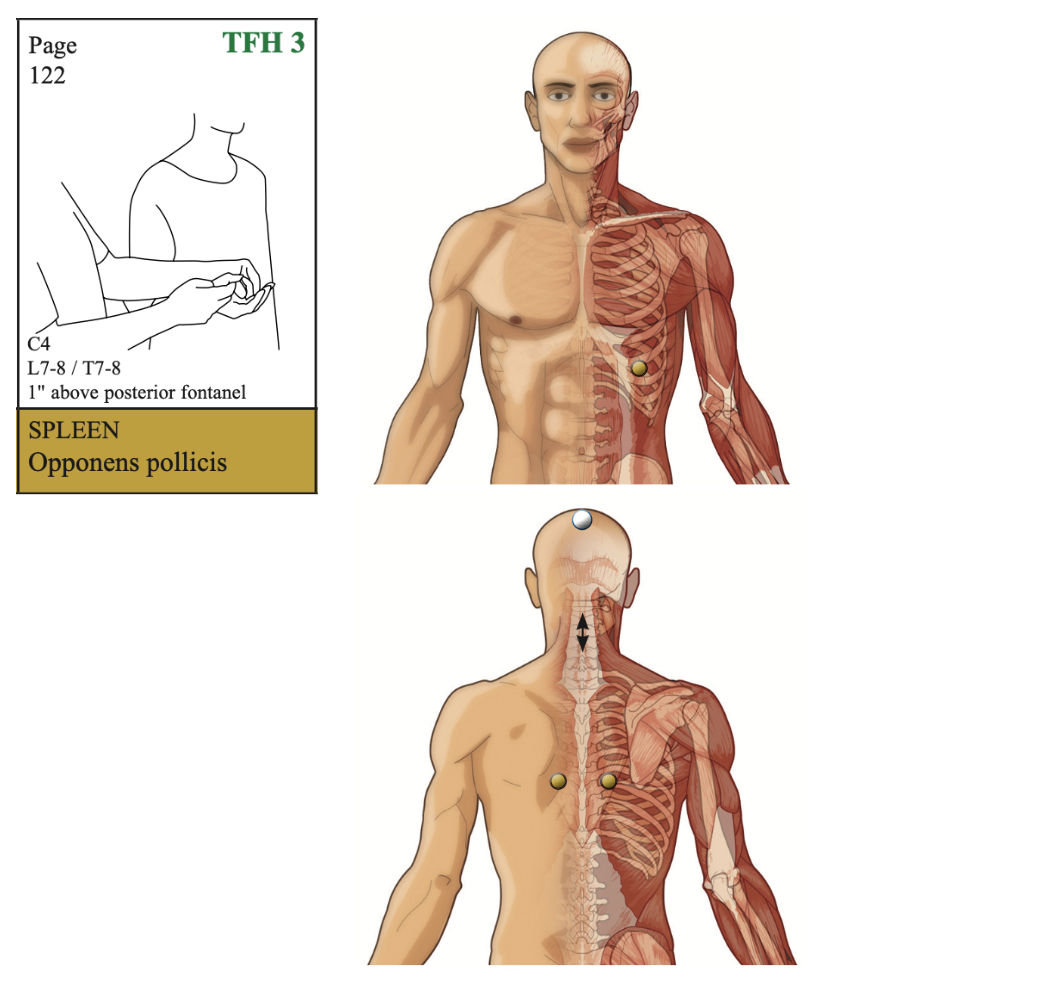 Page
TFH 3
122
C4
L7-8 / T7-8
1" above posterior fontanel
SPLEEN
Opponens pollicis